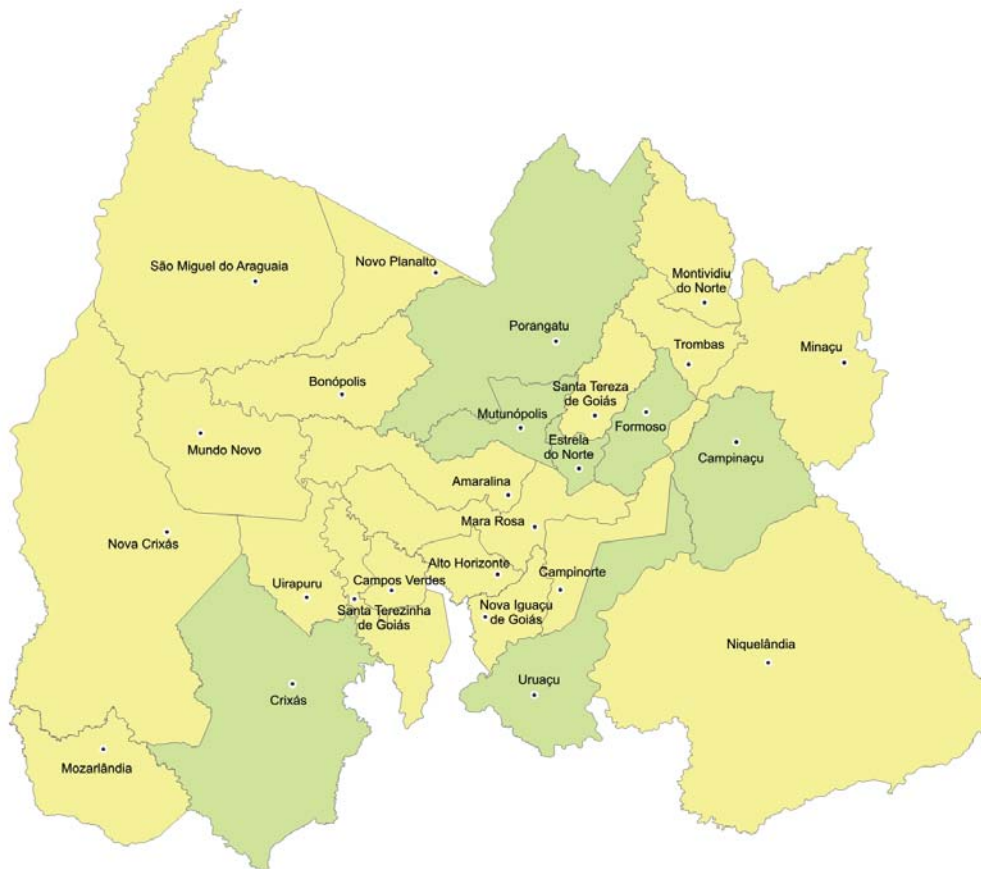 São Miguel do Araguaia
Novo Planalto
Montividiu
do Norte
Porangatu
Trombas
Minaçu
Bonópolis
Santa Tereza
de Goiás
Mutunópolis
Formoso
Mundo Novo
Estrela
do Norte
Campinaçu
Amaralina
Mara Rosa
Nova Crixás
Alto Horizonte
Campinorte
Uirapuru
Campos Verdes
Santa Terezinha
de Goiás
Nova Iguaçu
de Goiás
Niquelândia
Uruaçu
Crixás
Mozarlândia